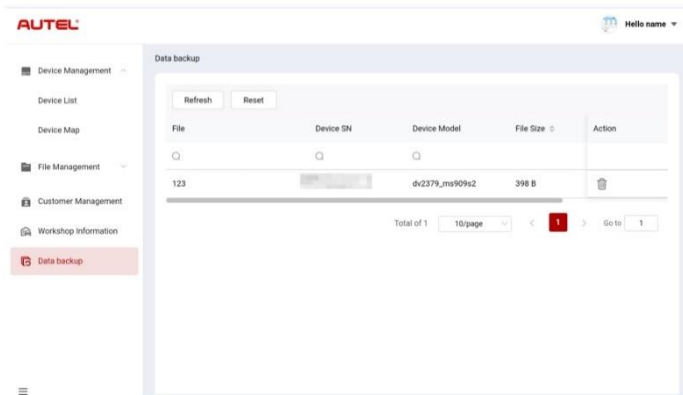 AUTEL
Hello name
Device Management
Device List
Device Map
File Management
Customer Management
Workshop Information
Data backup
Data backup
Refresh Reset
File Device SN Device Model File Size Action
123 dv2379_ms909s2 398 B
Total of 1 10/page 1 Go to 1